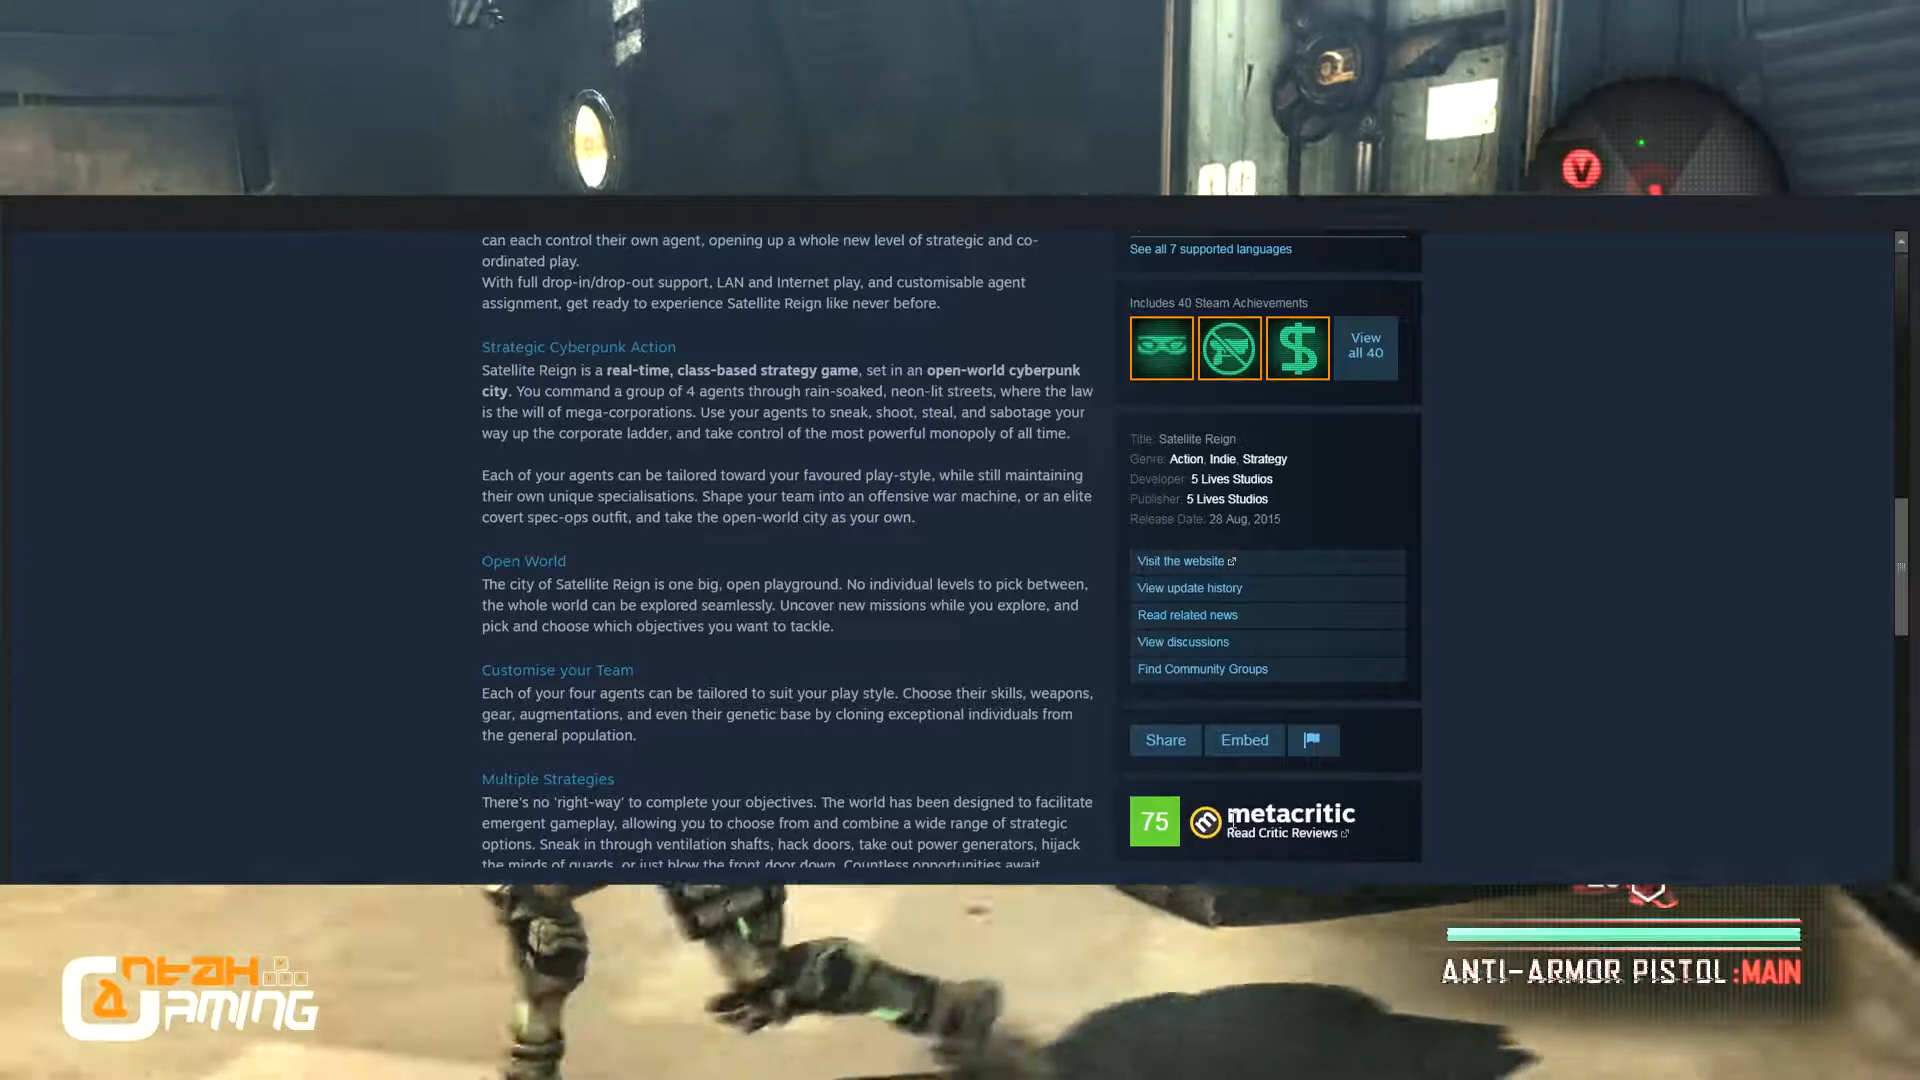 can each control their own agent, opening up a whole new level of strategic and co-
ordinated play.
With full drop-in/drop-out support, LAN and Internet play, and customisable agent
assignment, get ready to experience Satellite Reign like never before.
Strategic Cyberpunk Action
Satellite Reign is a real-time, class-based strategy game, set in an open-world cyberpunk
city. You command a group of 4 agents through rain-soaked, neon-lit streets, where the law
is the will of mega-corporations. Use your agents to sneak, shoot, steal, and sabotage your
way up the corporate ladder, and take control of the most powerful monopoly of all time.
Each of your agents can be tailored toward your favoured play-style, while still maintaining
their own unique specialisations. Shape your team into an offensive war machine, or an elite
covert spec-ops outfit, and take the open-world city as your own.
Open World
The city of Satellite Reign is one big, open playground. No individual levels to pick between,
the whole world can be explored seamlessly. Uncover new missions while you explore, and
pick and choose which objectives you want to tackle.
Customise your Team
Each of your four agents can be tailored to suit your play style. Choose their skills, weapons,
gear, augmentations, and even their genetic base by cloning exceptional individuals from
the general population.
Multiple Strategies
There's no 'right-way' to complete your objectives. The world has been designed to facilitate
emergent gameplay, allowing you to choose from and combine a wide range of strategic
options. Sneak in through ventilation shafts, hack doors, take out power generators, hijack
the minds of guards, or just blow the front door down. Countless opportunities await
See all 7 supported languages
Includes 40 Steam Achievements
View
all 40
Title: Satellite Reign
Genre: Action, Indie, Strategy
Developer: 5 Lives Studios
Publisher: 5 Lives Studios
Release Date: 28 Aug, 2015
Visit the website
View update history
Read related news
View discussions
Find Community Groups
Share Embed
75 metacritic
Read Critic Reviews
V
ANTI-ARMOR PISTOL :MAIN
Gaming